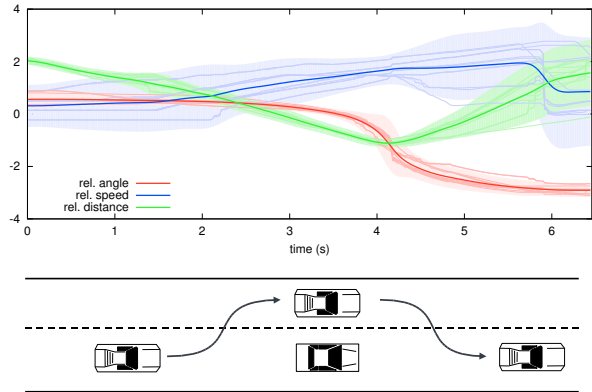 4
2
0
-2
-4
rel. angle
rel. speed
rel. distance
0 1 2 3 4 5 6
time (s)